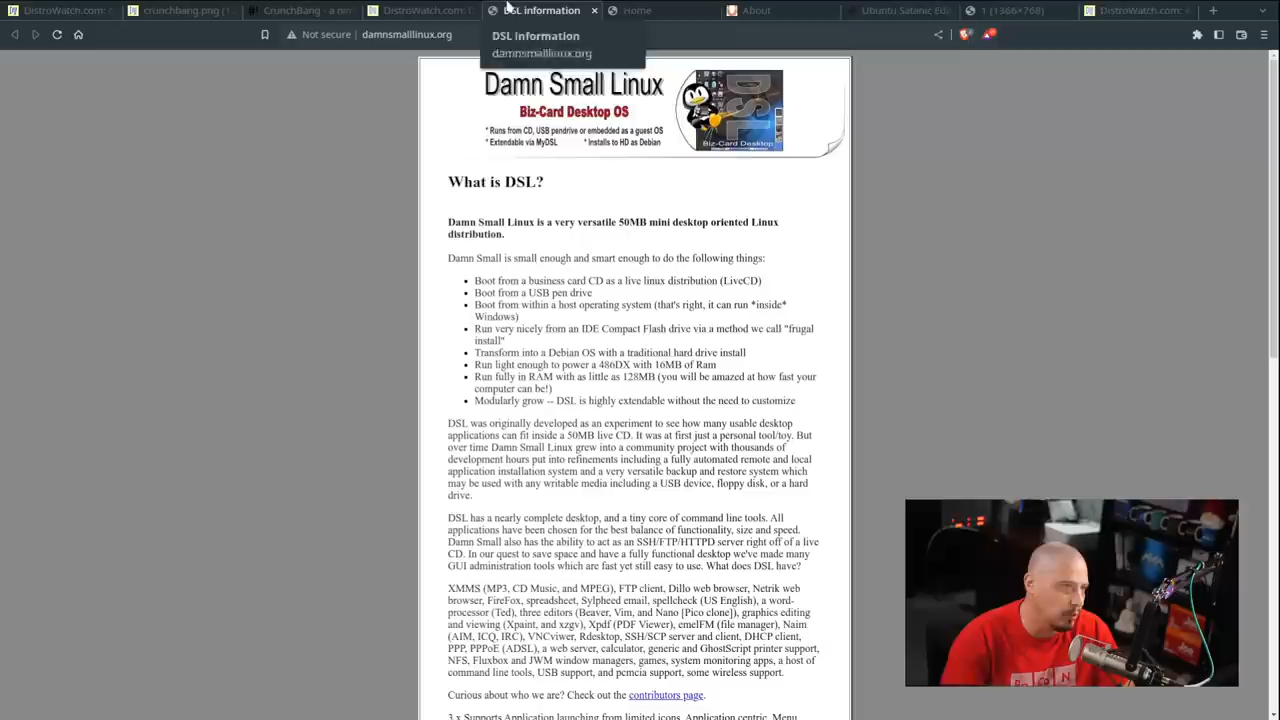 DistroWatch.com: D
crunchbang.png (1
CrunchBang - a ni
DistroWatch.com: D
DSL information
Home
About
Ubuntu Satanic Edi
1 (1366×768)
DistroWatch.com:
Not secure
damnsmalllinux.org
DSL information
damnsmalllinux.org
Damn Small Linux
Biz-Card Desktop OS
* Runs from CD, USB pendrive or embedded as a guest OS
* Extendable via MyDSL * Installs to HD as Debian
DSL
Biz-Card Desktop
What is DSL?
Damn Small Linux is a very versatile 50MB mini desktop oriented Linux
distribution.
Damn Small is small enough and smart enough to do the following things:
Boot from a business card CD as a live linux distribution (LiveCD)
Boot from a USB pen drive
Boot from within a host operating system (that's right, it can run *inside*
Windows)
Run very nicely from an IDE Compact Flash drive via a method we call "frugal
install"
Transform into a Debian OS with a traditional hard drive install
Run light enough to power a 486DX with 16MB of Ram
Run fully in RAM with as little as 128MB (you will be amazed at how fast your
computer can be!)
Modularly grow -- DSL is highly extendable without the need to customize
DSL was originally developed as an experiment to see how many usable desktop
applications can fit inside a 50MB live CD. It was at first just a personal tool/toy. But
over time Damn Small Linux grew into a community project with thousands of
development hours put into refinements including a fully automated remote and local
application installation system and a very versatile backup and restore system which
may be used with any writable media including a USB device, floppy disk, or a hard
drive.
DSL has a nearly complete desktop, and a tiny core of command line tools. All
applications have been chosen for the best balance of functionality, size and speed.
Damn Small also has the ability to act as an SSH/FTP/HTTPD server right off of a live
CD. In our quest to save space and have a fully functional desktop we've made many
GUI administration tools which are fast yet still easy to use. What does DSL have?
XMMS (MP3, CD Music, and MPEG), FTP client, Dillo web browser, Netrik web
browser, FireFox, spreadsheet, Sylpheed email, spellcheck (US English), a word-
processor (Ted), three editors (Beaver, Vim, and Nano [Pico clone]), graphics editing
and viewing (Xpaint, and xzgv), Xpdf (PDF Viewer), emelFM (file manager), Naim
(AIM, ICQ, IRC), VNCviwer, Rdesktop, SSH/SCP server and client, DHCP client,
PPP, PPPoE (ADSL), a web server, calculator, generic and GhostScript printer support,
NFS, Fluxbox and JWM window managers, games, system monitoring apps, a host of
command line tools, USB support, and pcmcia support, some wireless support.
Curious about who we are? Check out the contributors page.
3.x Supports Application launching from limited icons, Application centric, Menu